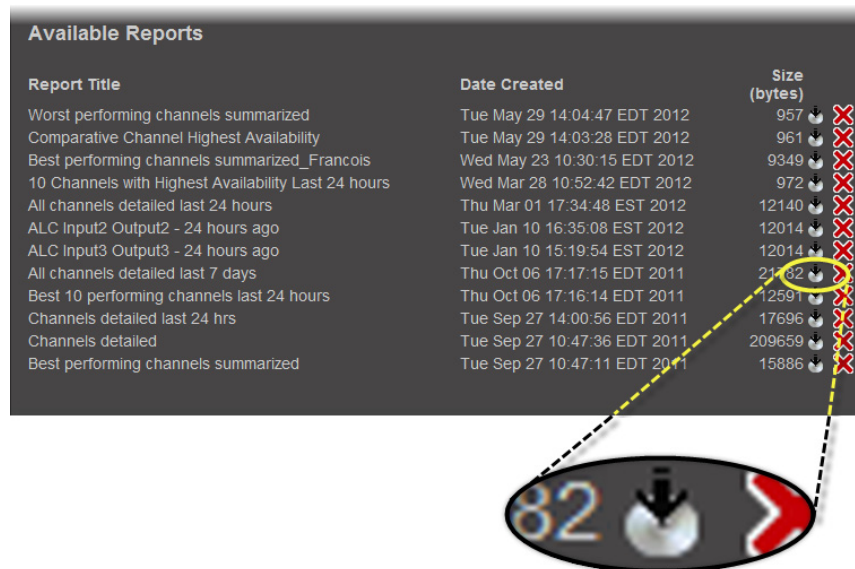 Available Reports
Report Title Date Created Size (bytes)
Worst performing channels summarized Tue May 29 14:04:47 EDT 2012 957
Comparative Channel Highest Availability Tue May 29 14:03:28 EDT 2012 961
Best performing channels summarized_Francois Wed May 23 10:30:15 EDT 2012 9349
10 Channels with Highest Availability Last 24 hours Wed Mar 28 10:52:42 EDT 2012 972
All channels detailed last 24 hours Thu Mar 01 17:34:48 EST 2012 12140
ALC Input2 Output2 - 24 hours ago Tue Jan 10 16:35:08 EST 2012 12014
ALC Input3 Output3 - 24 hours ago Tue Jan 10 15:19:54 EST 2012 12014
All channels detailed last 7 days Thu Oct 06 17:17:15 EDT 2011 21782
Best 10 performing channels last 24 hours Thu Oct 06 17:16:14 EDT 2011 12591
Channels detailed last 24 hrs Tue Sep 27 14:00:56 EDT 2011 17696
Channels detailed Tue Sep 27 10:47:36 EDT 2011 209659
Best performing channels summarized Tue Sep 27 10:47:11 EDT 2011 15886
82